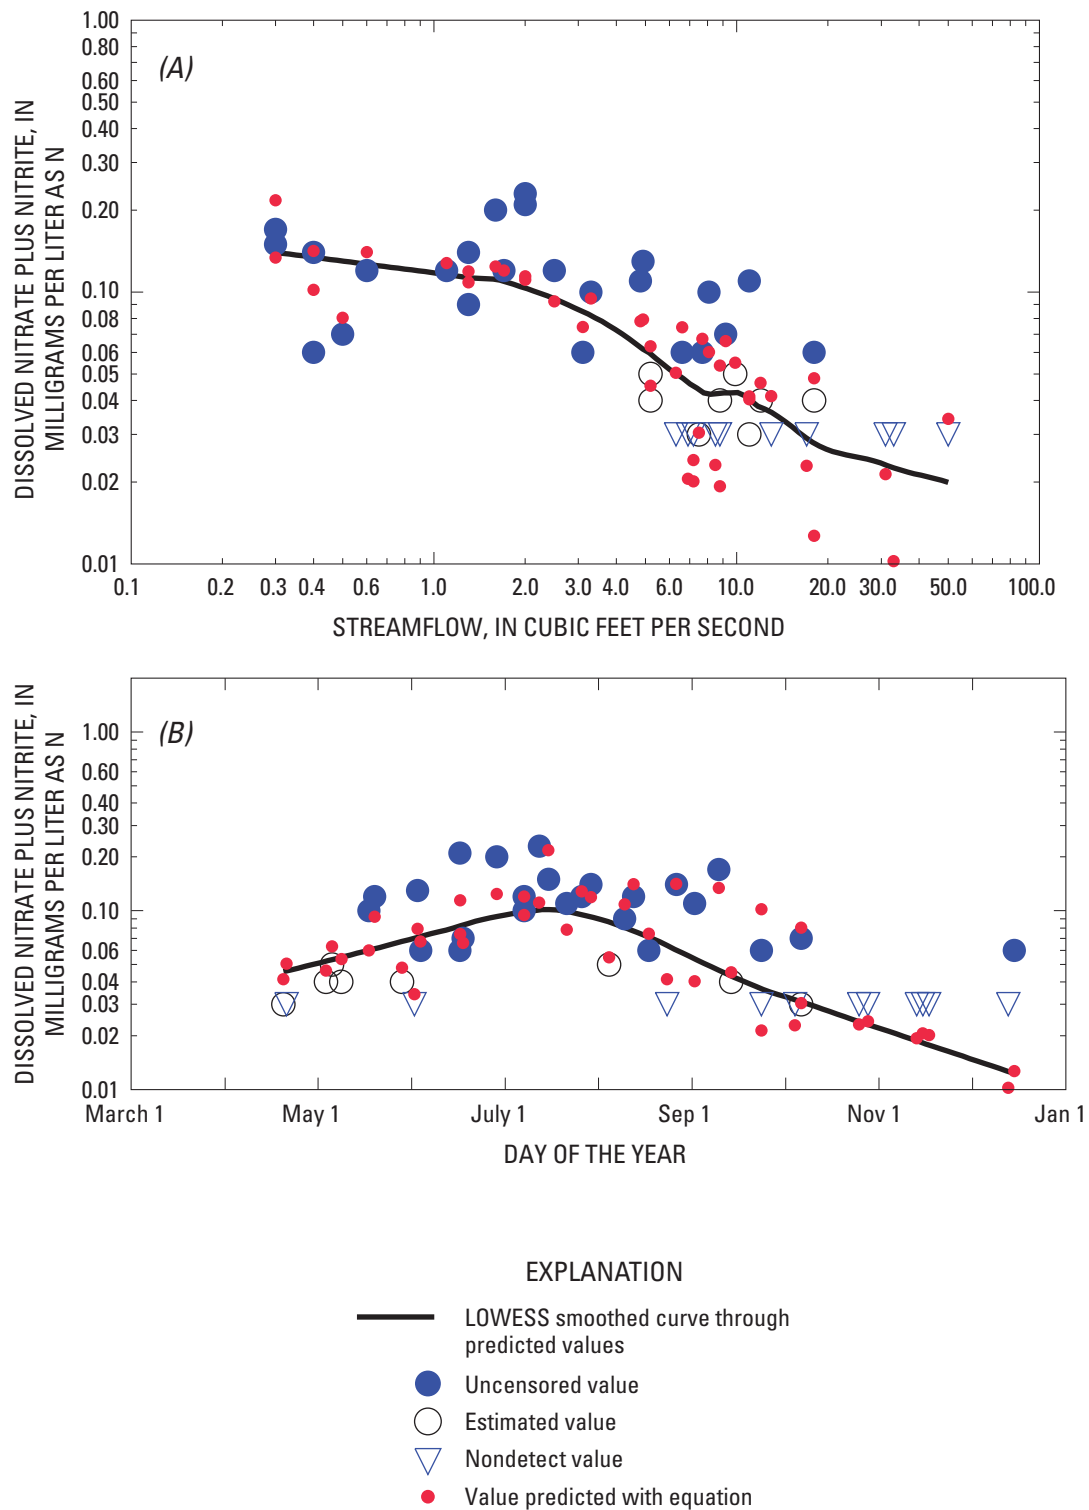 DISSOLVED NITRATE PLUS NITRITE, IN
MILLIGRAMS PER LITER AS N
1.00
0.80
0.60
0.50
0.40
0.30
0.20
0.10
0.08
0.06
0.05
0.04
0.03
0.02
0.01
(A)
0.1 0.2 0.3 0.4 0.6 1.0 2.0 3.0 4.0 6.0 10.0 20.0 30.0 50.0 100.0
STREAMFLOW, IN CUBIC FEET PER SECOND
DISSOLVED NITRATE PLUS NITRITE, IN
MILLIGRAMS PER LITER AS N
1.00
0.60
0.40
0.30
0.20
0.10
0.06
0.04
0.03
0.02
0.01
(B)
March 1 May 1 July 1 Sep 1 Nov 1 Jan 1
DAY OF THE YEAR
EXPLANATION
LOWESS smoothed curve through
predicted values
Uncensored value
Estimated value
Nondetect value
Value predicted with equation